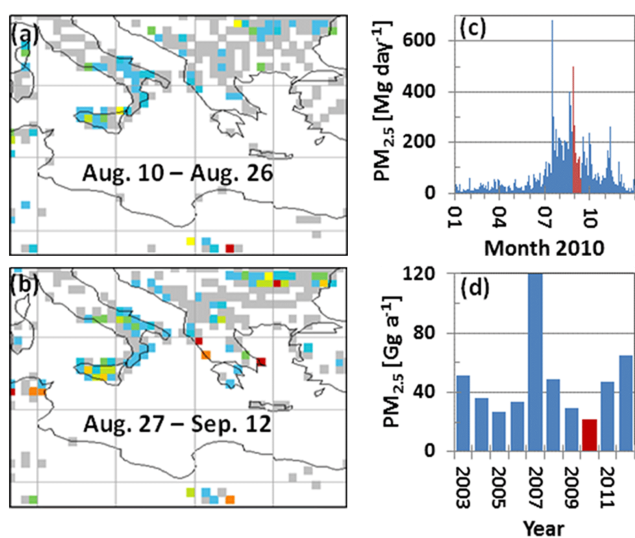 (a)
Aug. 10 – Aug. 26
(b)
Aug. 27 – Sep. 12
(c)
PM2.5 [Mg day-1]
600
400
200
0
01
04
07
10
Month 2010
(d)
PM2.5 [Gg a-1]
120
80
40
0
2003
2005
2007
2009
2011
Year